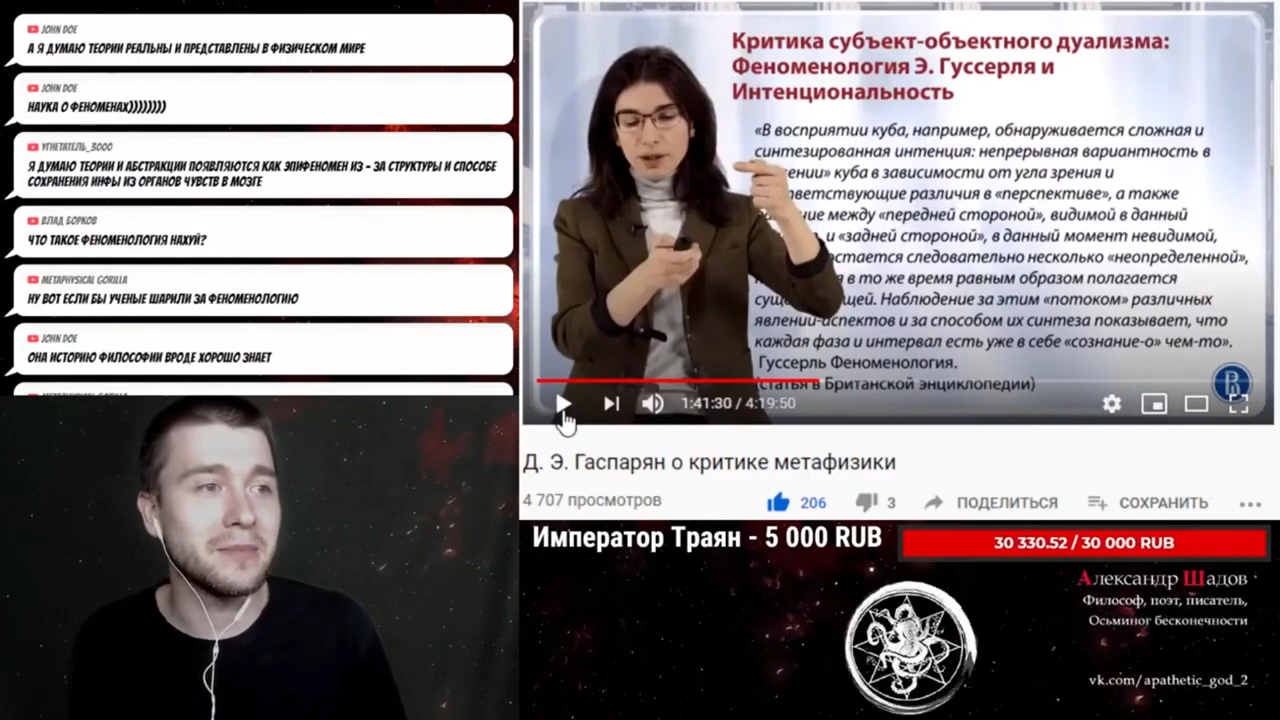 JOHN DOE
А Я ДУМАЮ ТЕОРИИ РЕАЛЬНЫ И ПРЕДСТАВЛЕНЫ В ФИЗИЧЕСКОМ МИРЕ
JOHN DOE
НАУКА О ФЕНОМЕНАХ))))))))
УГНЕТАТЕЛЬ_3000
Я ДУМАЮ ТЕОРИИ И АБСТРАКЦИИ ПОЯВЛЯЮТСЯ КАК ЭПИФЕНОМЕН ИЗ - ЗА СТРУКТУРЫ И СПОСОБЕ
СОХРАНЕНИЯ ИНФЫ ИЗ ОРГАНОВ ЧУВСТВ В МОЗГЕ
ВЛАД БОРКОВ
ЧТО ТАКОЕ ФЕНОМЕНОЛОГИЯ НАХУЙ?
METAPHYSICAL GORILLA
НУ ВОТ ЕСЛИ БЫ УЧЕНЫЕ ШАРИЛИ ЗА ФЕНОМЕНОЛОГИЮ
JOHN DOE
ОНА ИСТОРИЮ ФИЛОСОФИИ ВРОДЕ ХОРОШО ЗНАЕТ
Критика субъект-объектного дуализма:
Феноменология Э. Гуссерля и
Интенциональность
«В восприятии куба, например, обнаруживается сложная и
синтезированная интенция: непрерывная вариантность в
куба в зависимости от угла зрения и
различия в «перспективе», а также
между «передней стороной», видимой в данный
и «задней стороной», в данный момент невидимой,
следовательно несколько «неопределенной»,
в то же время равным образом полагается
Наблюдение за этим «потоком» различных
явлений-аспектов и за способом их синтеза показывает, что
каждая фаза и интервал есть уже в себе «сознание-о» чем-то».
Гуссерль Феноменология.
(статья в Британской энциклопедии)
1:41:30 / 4:19:50
Д. Э. Гаспарян о критике метафизики
4 707 просмотров
206
3
ПОДЕЛИТЬСЯ
СОХРАНИТЬ
Император Траян - 5 000 RUB
30 330.52 / 30 000 RUB
Александр Шадов
Философ, поэт, писатель,
Осьминог бесконечности
vk.com/apathetic_god_2